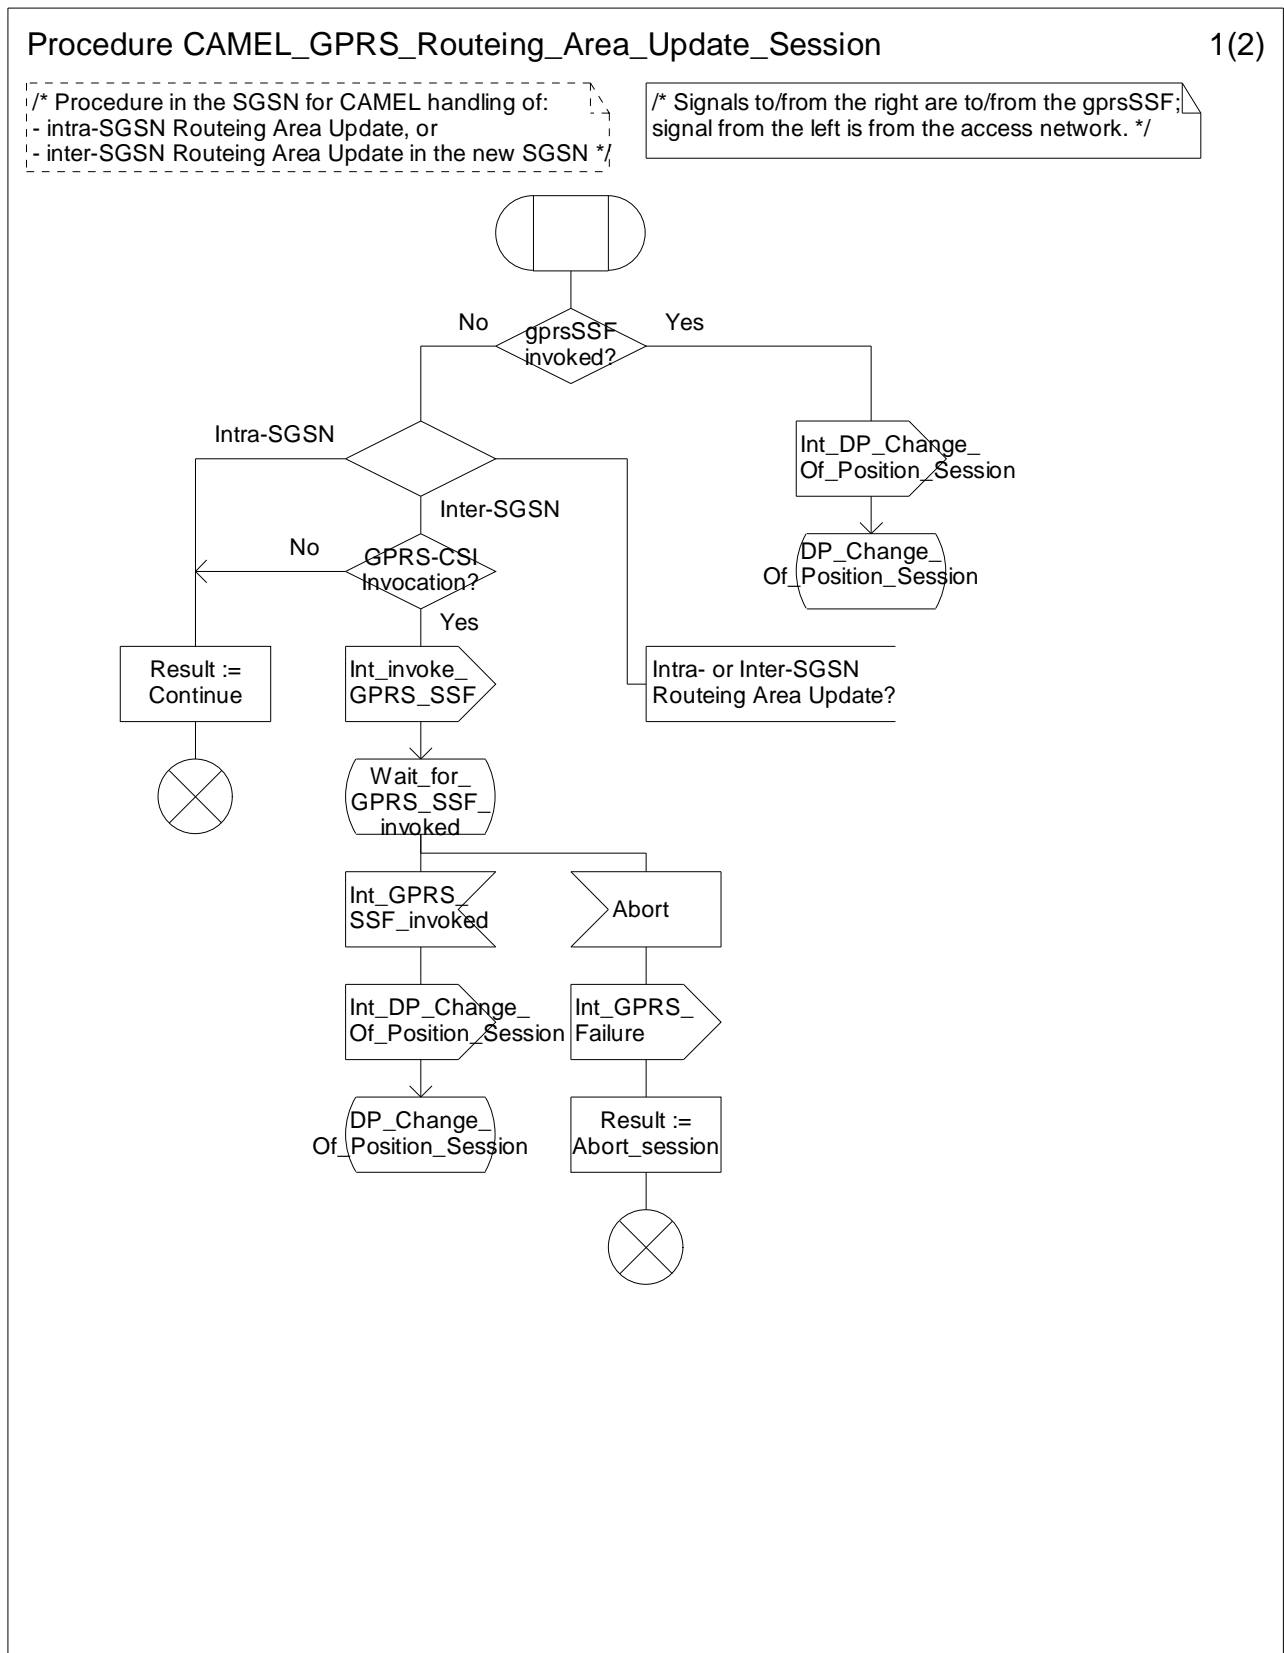 Procedure CAMEL_GPRS_Routeing_Area_Update_Session
1(2)
/* Procedure in the SGSN for CAMEL handling of:
- intra-SGSN Routeing Area Update, or
- inter-SGSN Routeing Area Update in the new SGSN */
/* Signals to/from the right are to/from the gprsSSF;
signal from the left is from the access network. */
No
gprsSSF
invoked?
Yes
Intra-SGSN
Int_DP_Change_
Of_Position_Session
Inter-SGSN
No
GPRS-CSI
Invocation?
DP_Change_
Of_Position_Session
Yes
Result :=
Continue
Int_invoke_
GPRS_SSF
Intra- or Inter-SGSN
Routeing Area Update?
Wait_for_
GPRS_SSF_
invoked
Int_GPRS_
SSF_invoked
Abort
Int_DP_Change_
Of_Position_Session
Int_GPRS_
Failure
DP_Change_
Of_Position_Session
Result :=
Abort_session